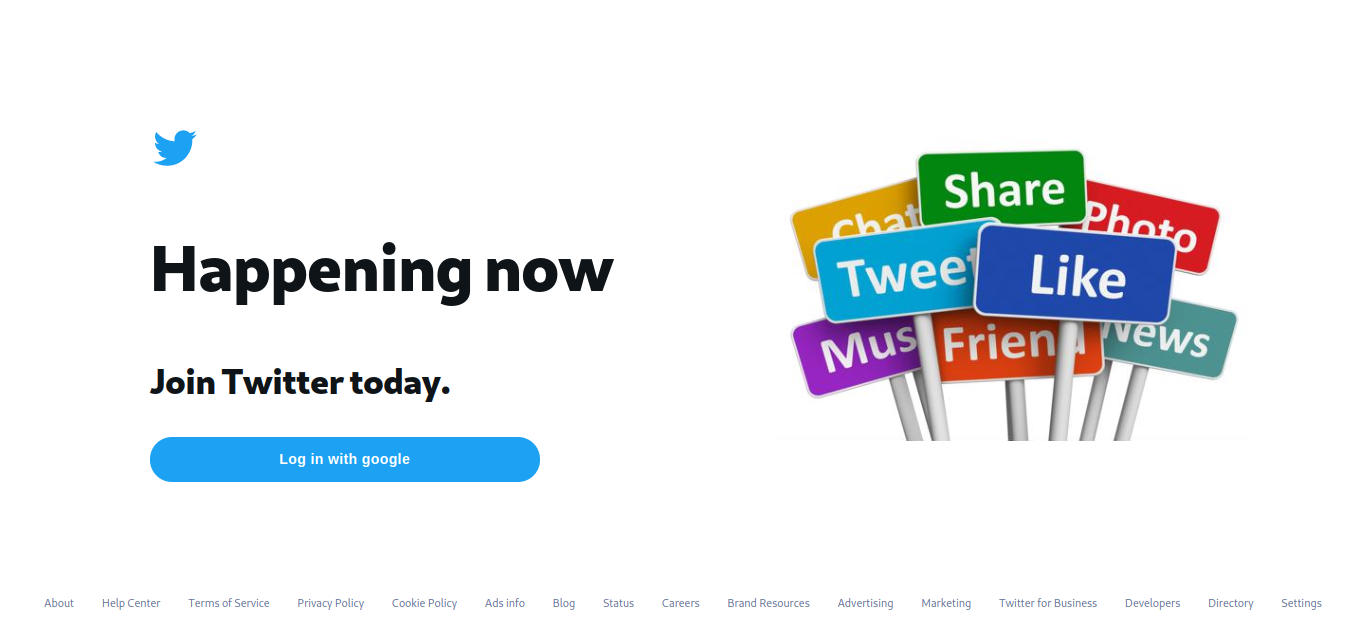 Happening now
Join Twitter today.
Log in with google
Share
Chat
Photo
Tweet
Like
Mus
Friend
News
About Help Center Terms of Service Privacy Policy Cookie Policy Ads info Blog Status Careers Brand Resources Advertising Marketing Twitter for Business Developers Directory Settings